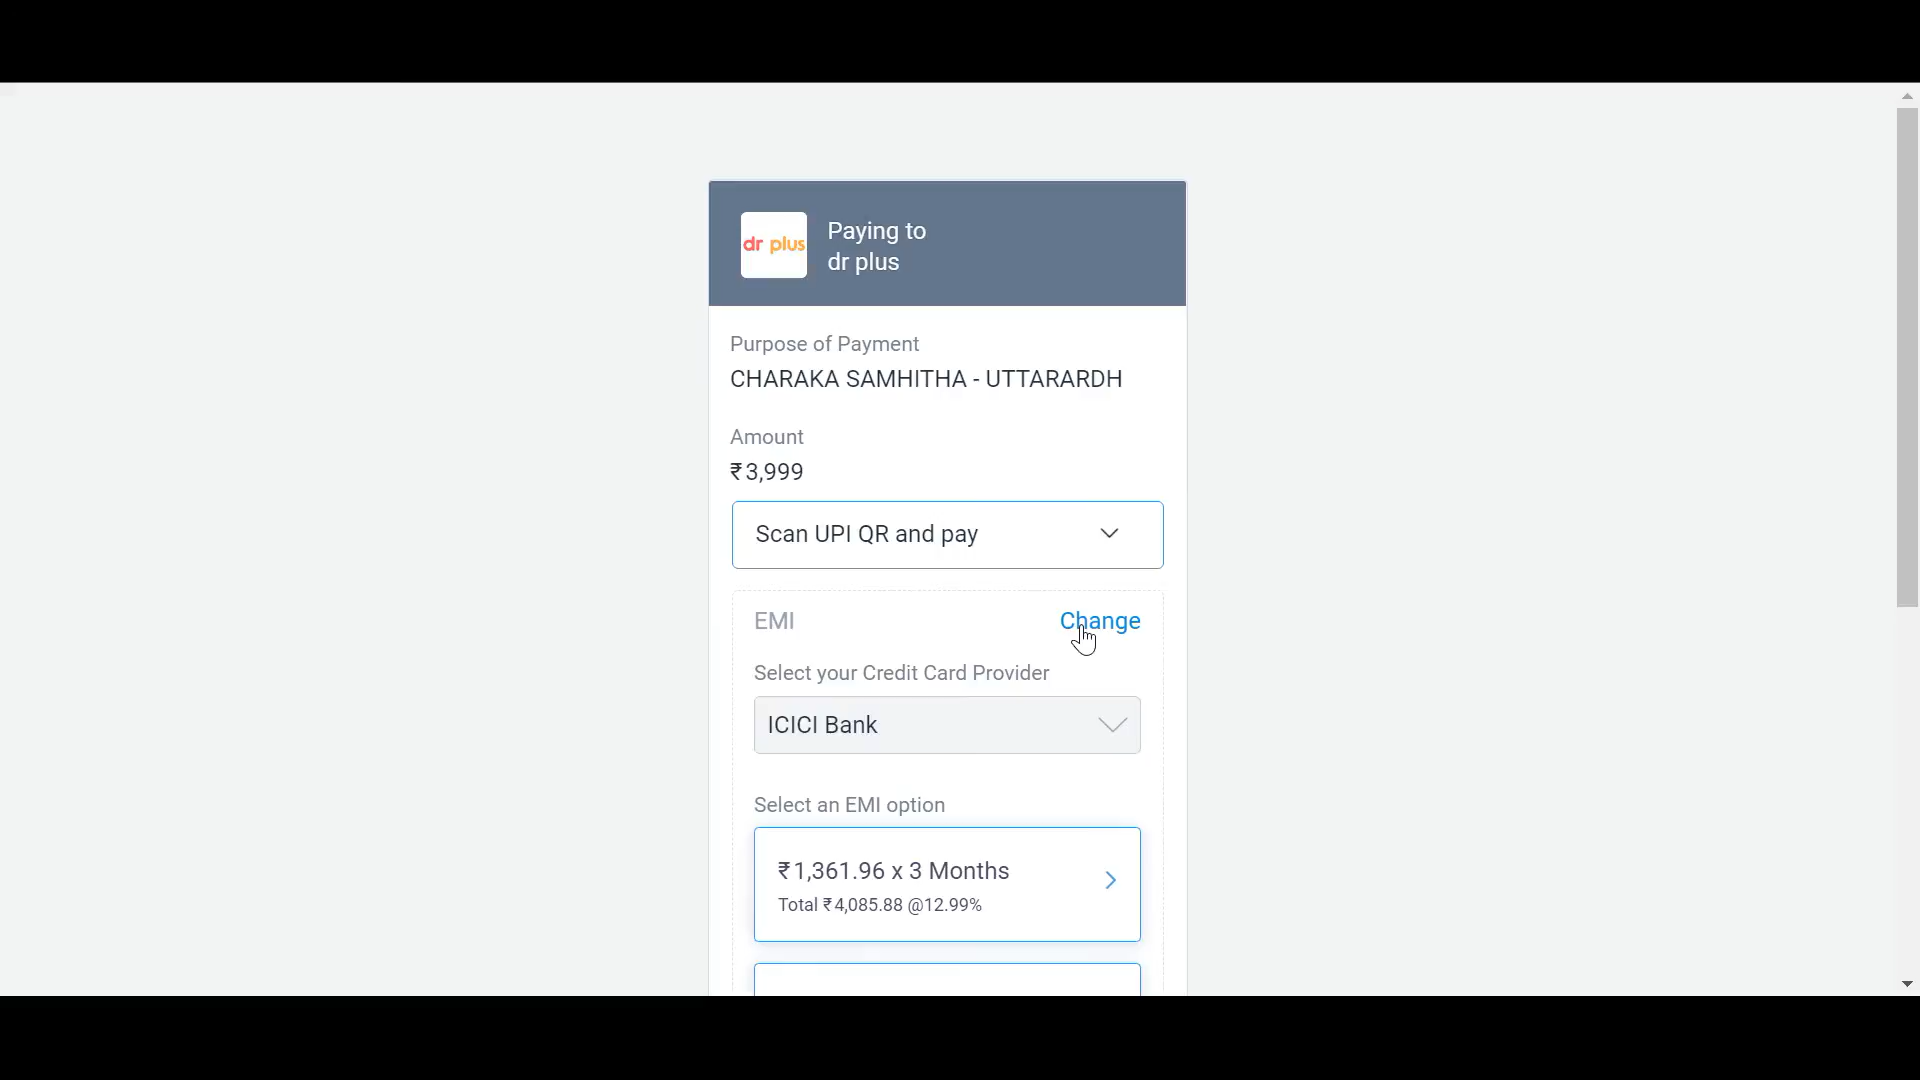 dr plus
Paying to
dr plus
Purpose of Payment
CHARAKA SAMHITHA - UTTARARDH
Amount
₹3,999
Scan UPI QR and pay
EMI
Change
Select your Credit Card Provider
ICICI Bank
Select an EMI option
₹1,361.96 x 3 Months
Total ₹4,085.88 @12.99%